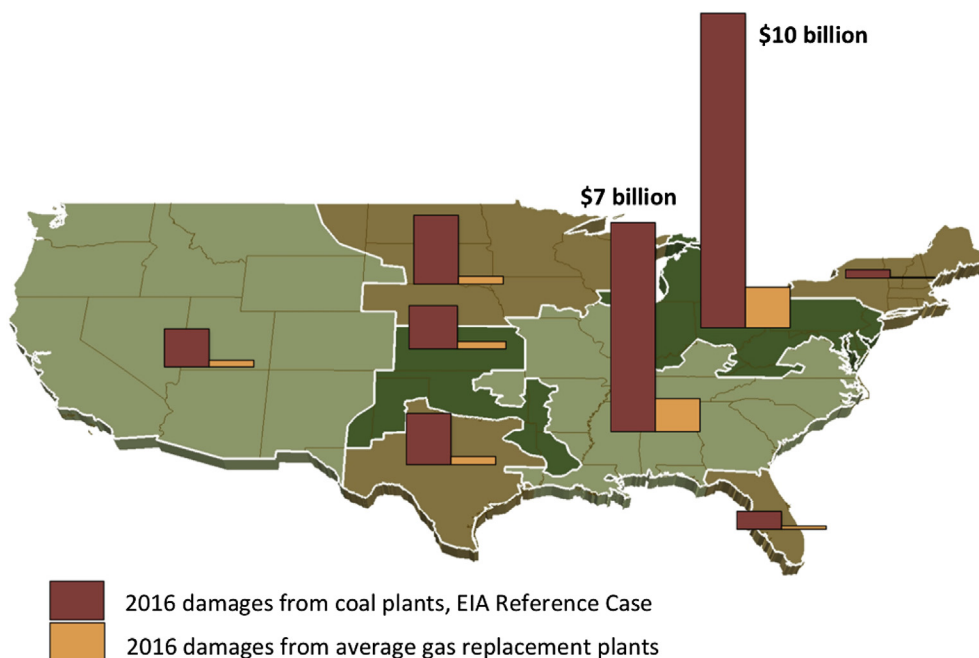 $10 billion
$7 billion
2016 damages from coal plants, EIA Reference Case
2016 damages from average gas replacement plants